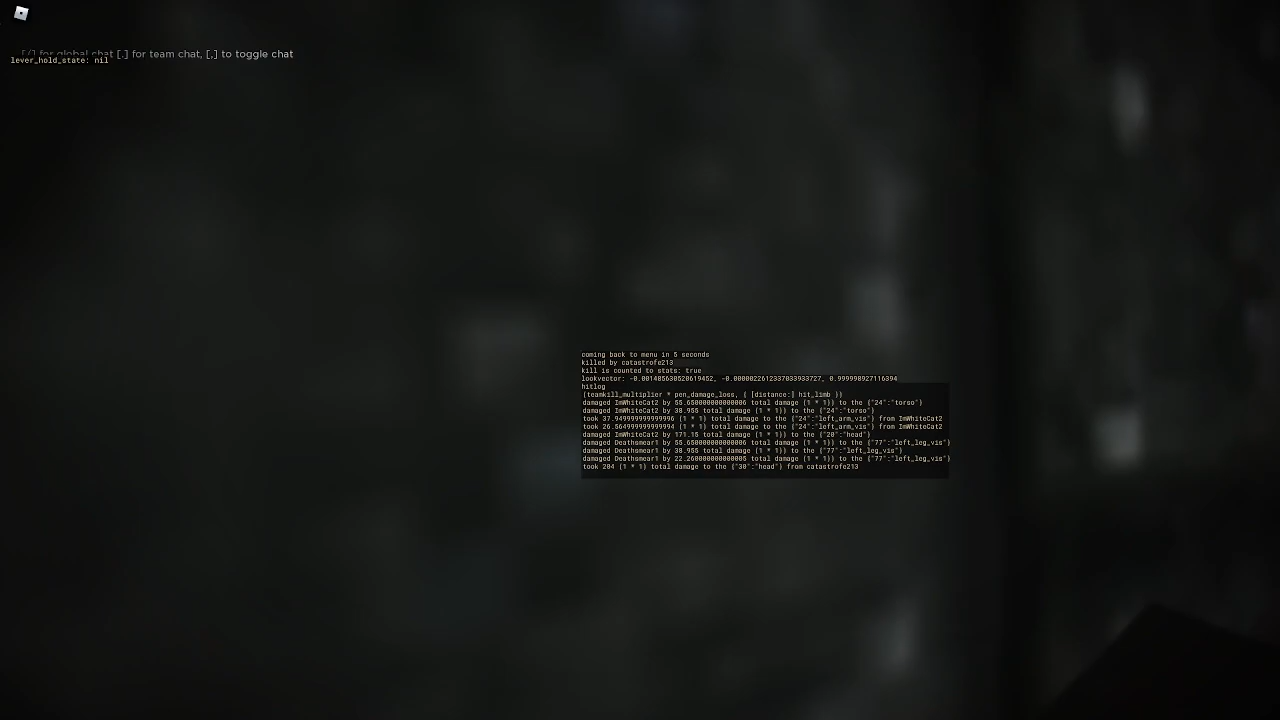 [/] for global chat [.] for team chat, [,] to toggle chat
lever_hold_state: nil
coming back to menu in 5 seconds
killed by catastrofe213
kill is counted to stats: true
lookvector: -0.001485630520619452, -0.0000022612337033933727, 0.999998927116394
hitlog
(teamkill_multiplier * pen_damage_loss, ( [distance:] hit_limb ))
damaged ImWhiteCat2 by 55.650000000000006 total damage (1 * 1)) to the ("24":"torso")
damaged ImWhiteCat2 by 38.955 total damage (1 * 1)) to the ("24":"torso")
took 37.949999999999996 (1 * 1) total damage to the ("24":"left_arm_vis") from ImWhiteCat2
took 26.564999999999994 (1 * 1) total damage to the ("24":"left_arm_vis") from ImWhiteCat2
damaged ImWhiteCat2 by 171.15 total damage (1 * 1)) to the ("20":"head")
damaged Deathsmear1 by 55.650000000000006 total damage (1 * 1)) to the ("77":"left_leg_vis")
damaged Deathsmear1 by 38.955 total damage (1 * 1)) to the ("77":"left_leg_vis")
damaged Deathsmear1 by 22.260000000000005 total damage (1 * 1)) to the ("77":"left_leg_vis")
took 204 (1 * 1) total damage to the ("30":"head") from catastrofe213